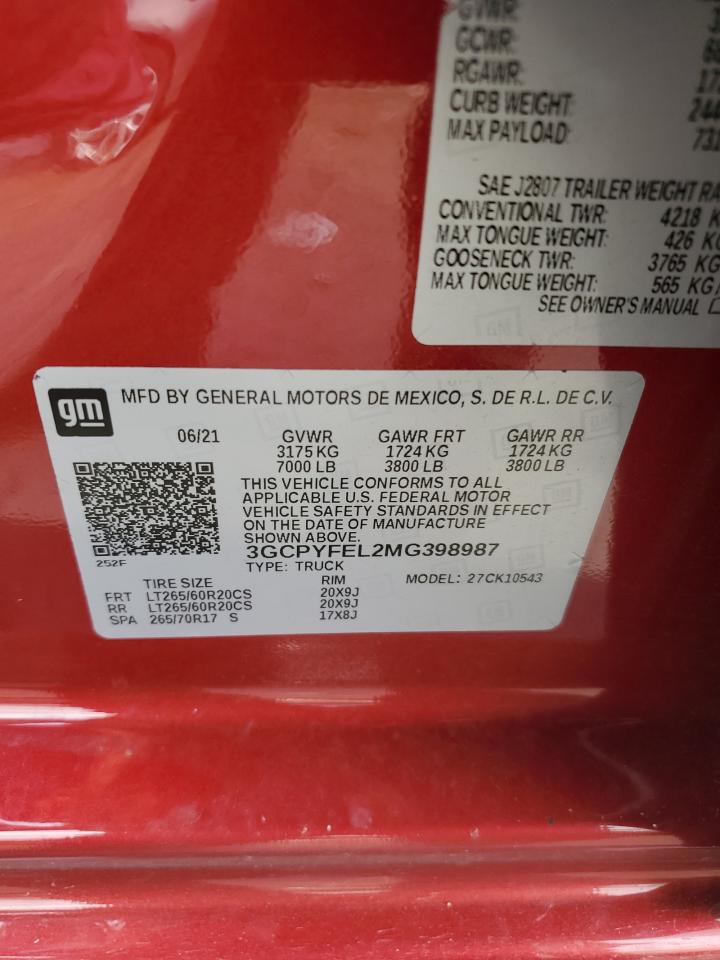 GVWR:
GCWR:
RGAWR:
CURB WEIGHT:
MAX PAYLOAD:
SAE J2807 TRAILER WEIGHT
CONVENTIONAL TWR: 4218
MAX TONGUE WEIGHT: 426 KG
GOOSENECK TWR: 3765 KG
MAX TONGUE WEIGHT: 565 KG/
SEE OWNER'S MANUAL
gm MFD BY GENERAL MOTORS DE MEXICO, S. DE R.L. DE C.V.
06/21 GVWR GAWR FRT GAWR RR
3175 KG 1724 KG 1724 KG
7000 LB 3800 LB 3800 LB
THIS VEHICLE CONFORMS TO ALL
APPLICABLE U.S. FEDERAL MOTOR
VEHICLE SAFETY STANDARDS IN EFFECT
ON THE DATE OF MANUFACTURE
SHOWN ABOVE.
3GCPYFEL2MG398987
252F TYPE: TRUCK MODEL: 27CK10543
TIRE SIZE RIM
FRT LT265/60R20CS 20X9J
RR LT265/60R20CS 20X9J
SPA 265/70R17 S 17X8J